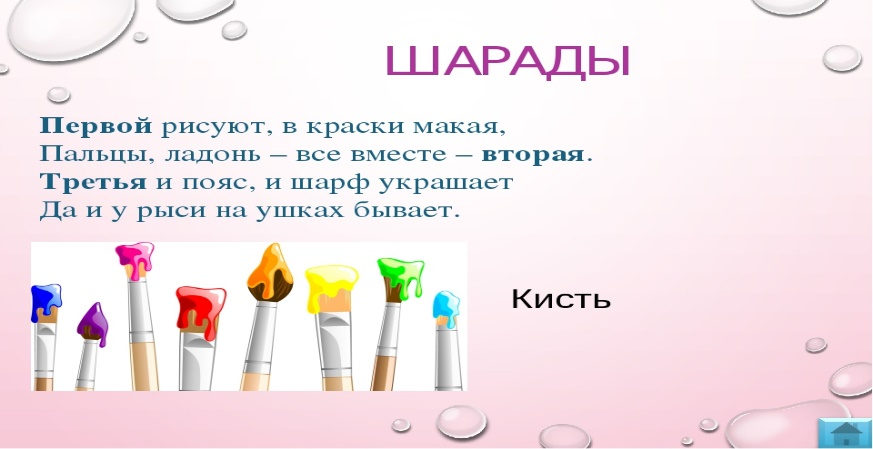 ШАРАДЫ
Первой рисуют, в краски макая,
Пальцы, ладонь – все вместе – вторая.
Третья и пояс, и шарф украшает
Да и у рыси на ушках бывает.
Кисть